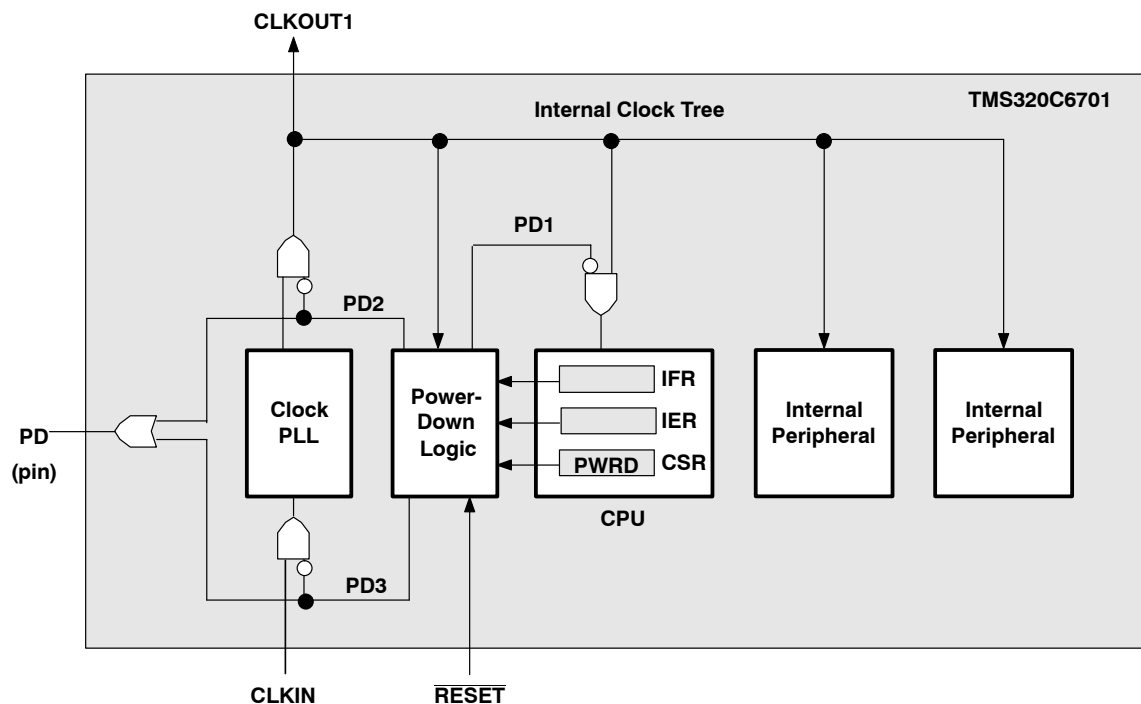 CLKOUT1
TMS320C6701
Internal Clock Tree
PD1
PD2
Clock
PLL
Power-
Down
Logic
IFR
IER
PWRD CSR
CPU
Internal
Peripheral
Internal
Peripheral
PD
(pin)
PD3
CLKIN
RESET